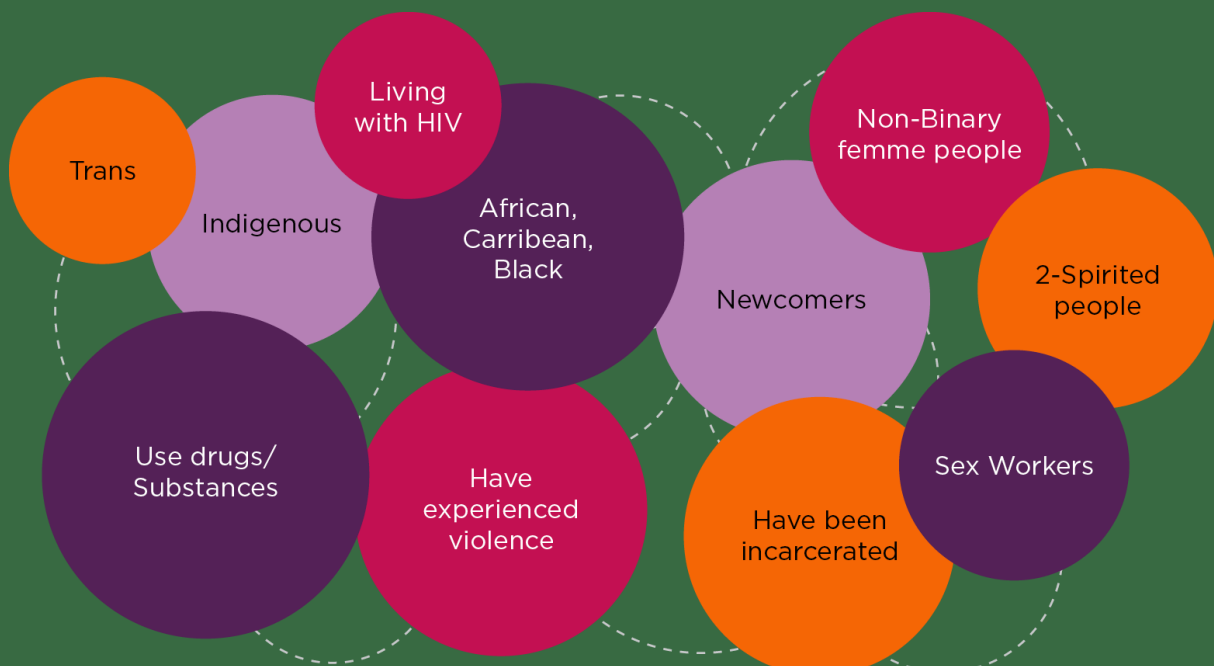 Living
with HIV
Non-Binary
femme people
Trans
Indigenous
African,
Carribean,
Black
2-Spirited
people
Newcomers
Use drugs/
Substances
Have
experienced
violence
Sex Workers
Have been
incarcerated